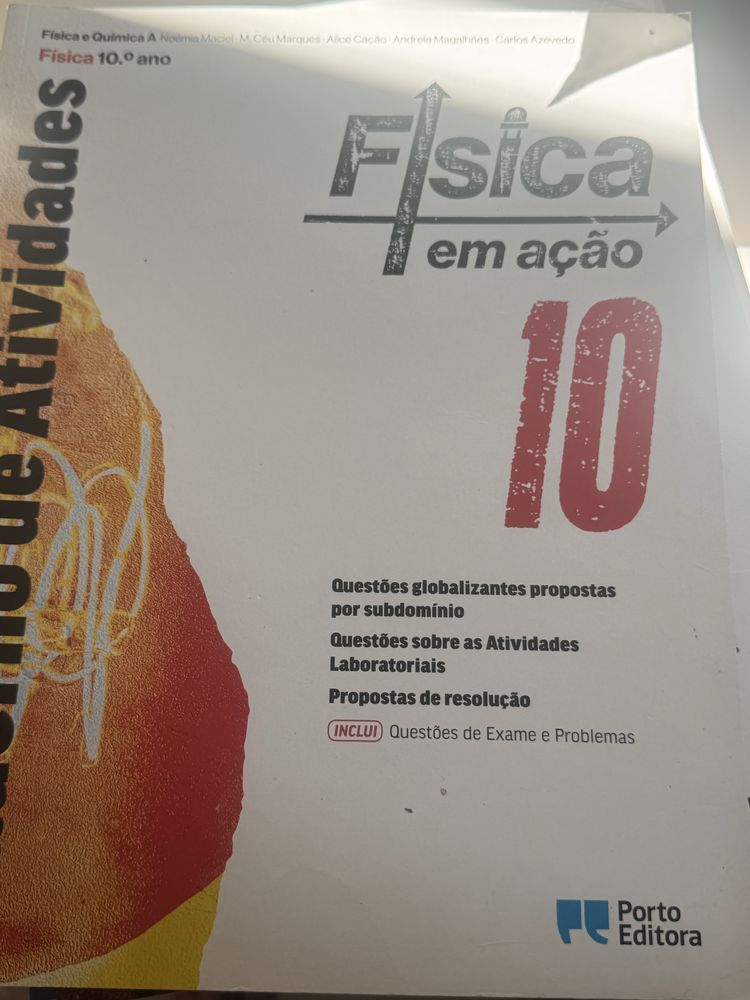 Física e Química A Noémia Maciel · M. Céu Marques · Alice Cação · Andreia Magalhães · Carlos Azevedo
Física 10.º ano
de Atividades
Física
em ação
10
Questões globalizantes propostas
por subdomínio
Questões sobre as Atividades
Laboratoriais
Propostas de resolução
INCLUI Questões de Exame e Problemas
Porto
Editora